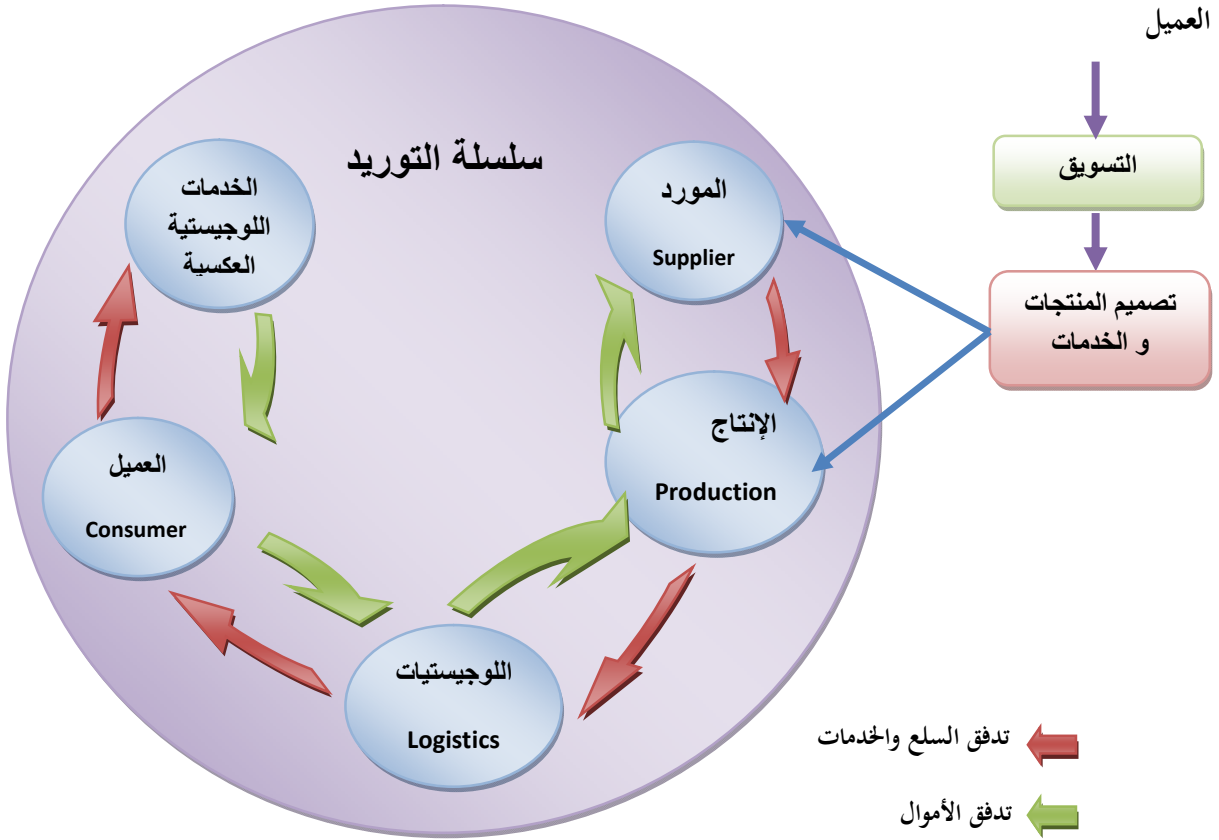 العميل
التسويق
تصميم المنتجات
و الخدمات
سلسلة التوريد
المورد
Supplier
الإنتاج
Production
اللوجيستيات
Logistics
العميل
Consumer
الخدمات
اللوجيستية
العكسية
تدفق السلع والخدمات
تدفق الأموال